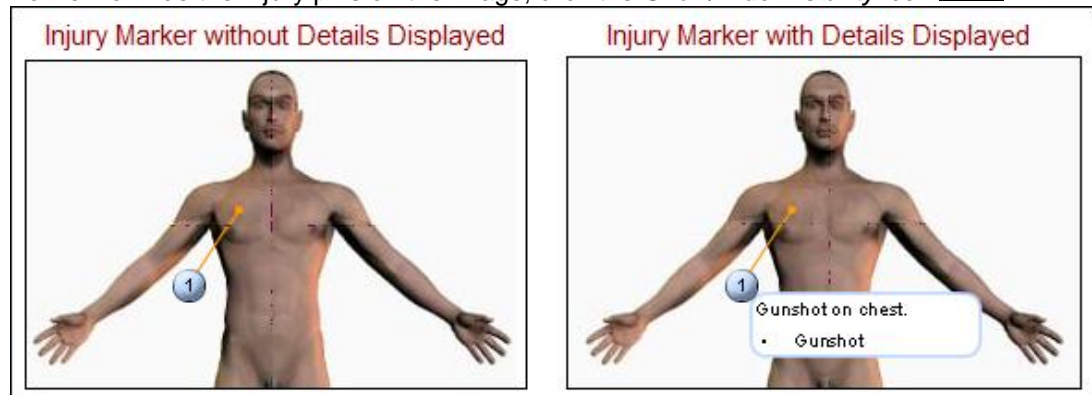 Injury Marker without Details Displayed
Injury Marker with Details Displayed
1
1
Gunshot on chest.
• Gunshot